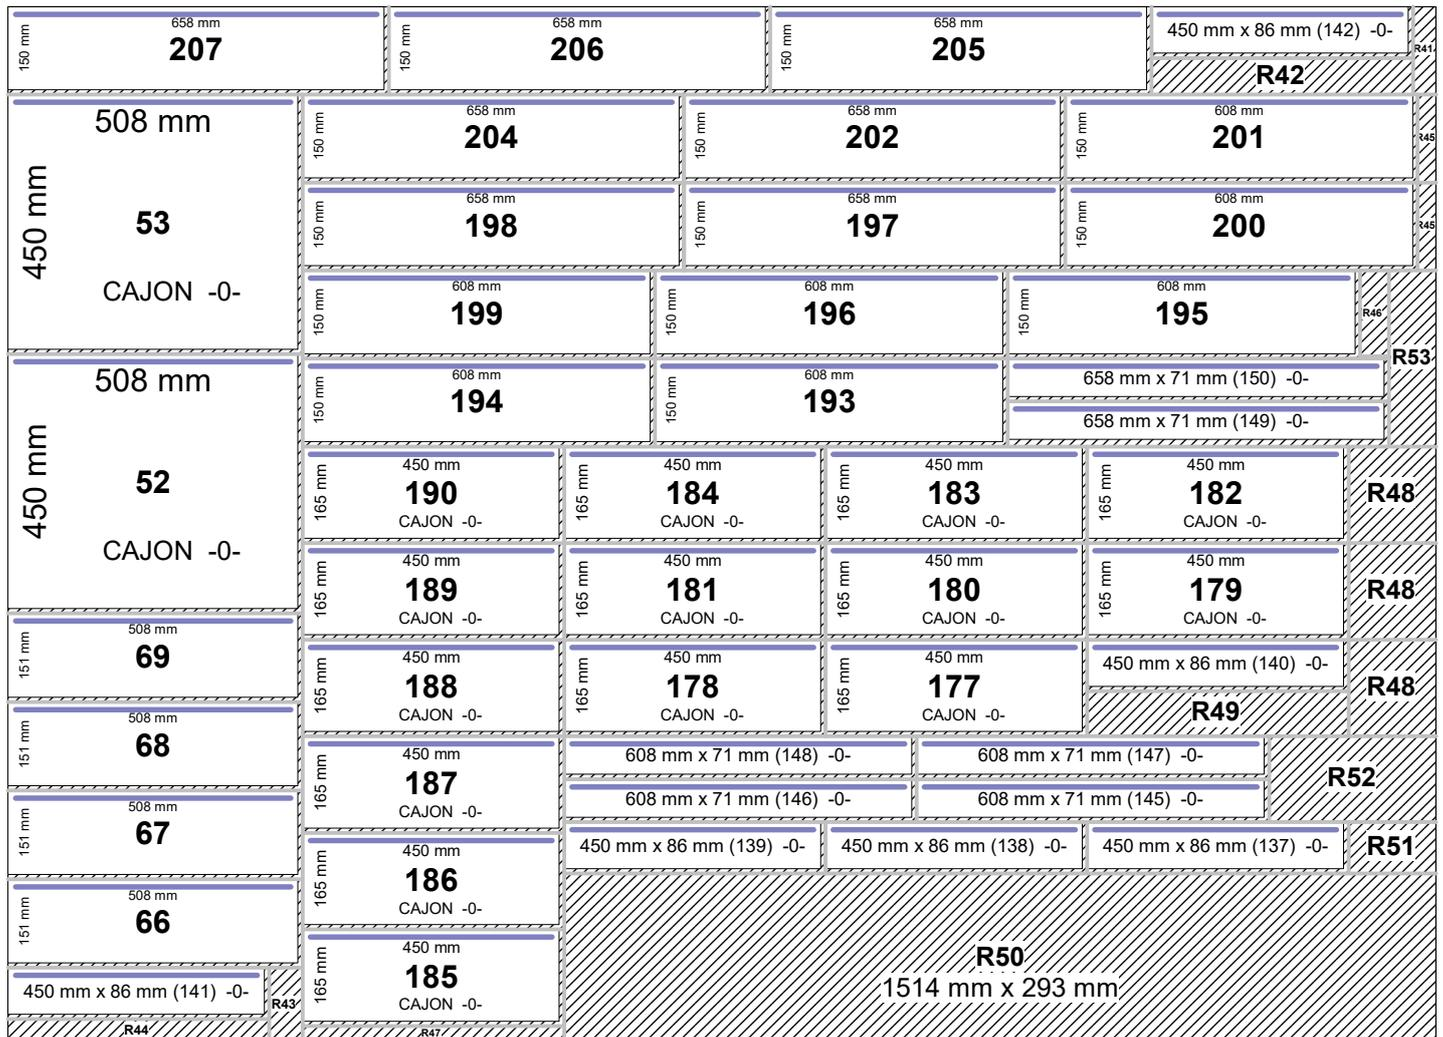 658 mm
150 mm
207
658 mm
150 mm
206
658 mm
150 mm
205
450 mm x 86 mm (142) -0-
R41
R42
508 mm
450 mm
53
CAJON -0-
658 mm
150 mm
204
658 mm
150 mm
202
608 mm
150 mm
201
R45
658 mm
150 mm
198
658 mm
150 mm
197
608 mm
150 mm
200
R45
608 mm
150 mm
199
608 mm
150 mm
196
608 mm
150 mm
195
R46
R53
508 mm
450 mm
52
CAJON -0-
608 mm
150 mm
194
608 mm
150 mm
193
658 mm x 71 mm (150) -0-
658 mm x 71 mm (149) -0-
450 mm
165 mm
190
CAJON -0-
450 mm
165 mm
184
CAJON -0-
450 mm
165 mm
183
CAJON -0-
450 mm
165 mm
182
CAJON -0-
R48
450 mm
165 mm
189
CAJON -0-
450 mm
165 mm
181
CAJON -0-
450 mm
165 mm
180
CAJON -0-
450 mm
165 mm
179
CAJON -0-
R48
508 mm
151 mm
69
450 mm
165 mm
188
CAJON -0-
450 mm
165 mm
178
CAJON -0-
450 mm
165 mm
177
CAJON -0-
450 mm x 86 mm (140) -0-
R49
R48
508 mm
151 mm
68
450 mm
165 mm
187
CAJON -0-
608 mm x 71 mm (148) -0-
608 mm x 71 mm (147) -0-
608 mm x 71 mm (146) -0-
608 mm x 71 mm (145) -0-
R52
508 mm
151 mm
67
450 mm
165 mm
186
CAJON -0-
450 mm x 86 mm (139) -0-
450 mm x 86 mm (138) -0-
450 mm x 86 mm (137) -0-
R51
508 mm
151 mm
66
450 mm
165 mm
185
CAJON -0-
R50
1514 mm x 293 mm
450 mm x 86 mm (141) -0-
R43
R44
R47